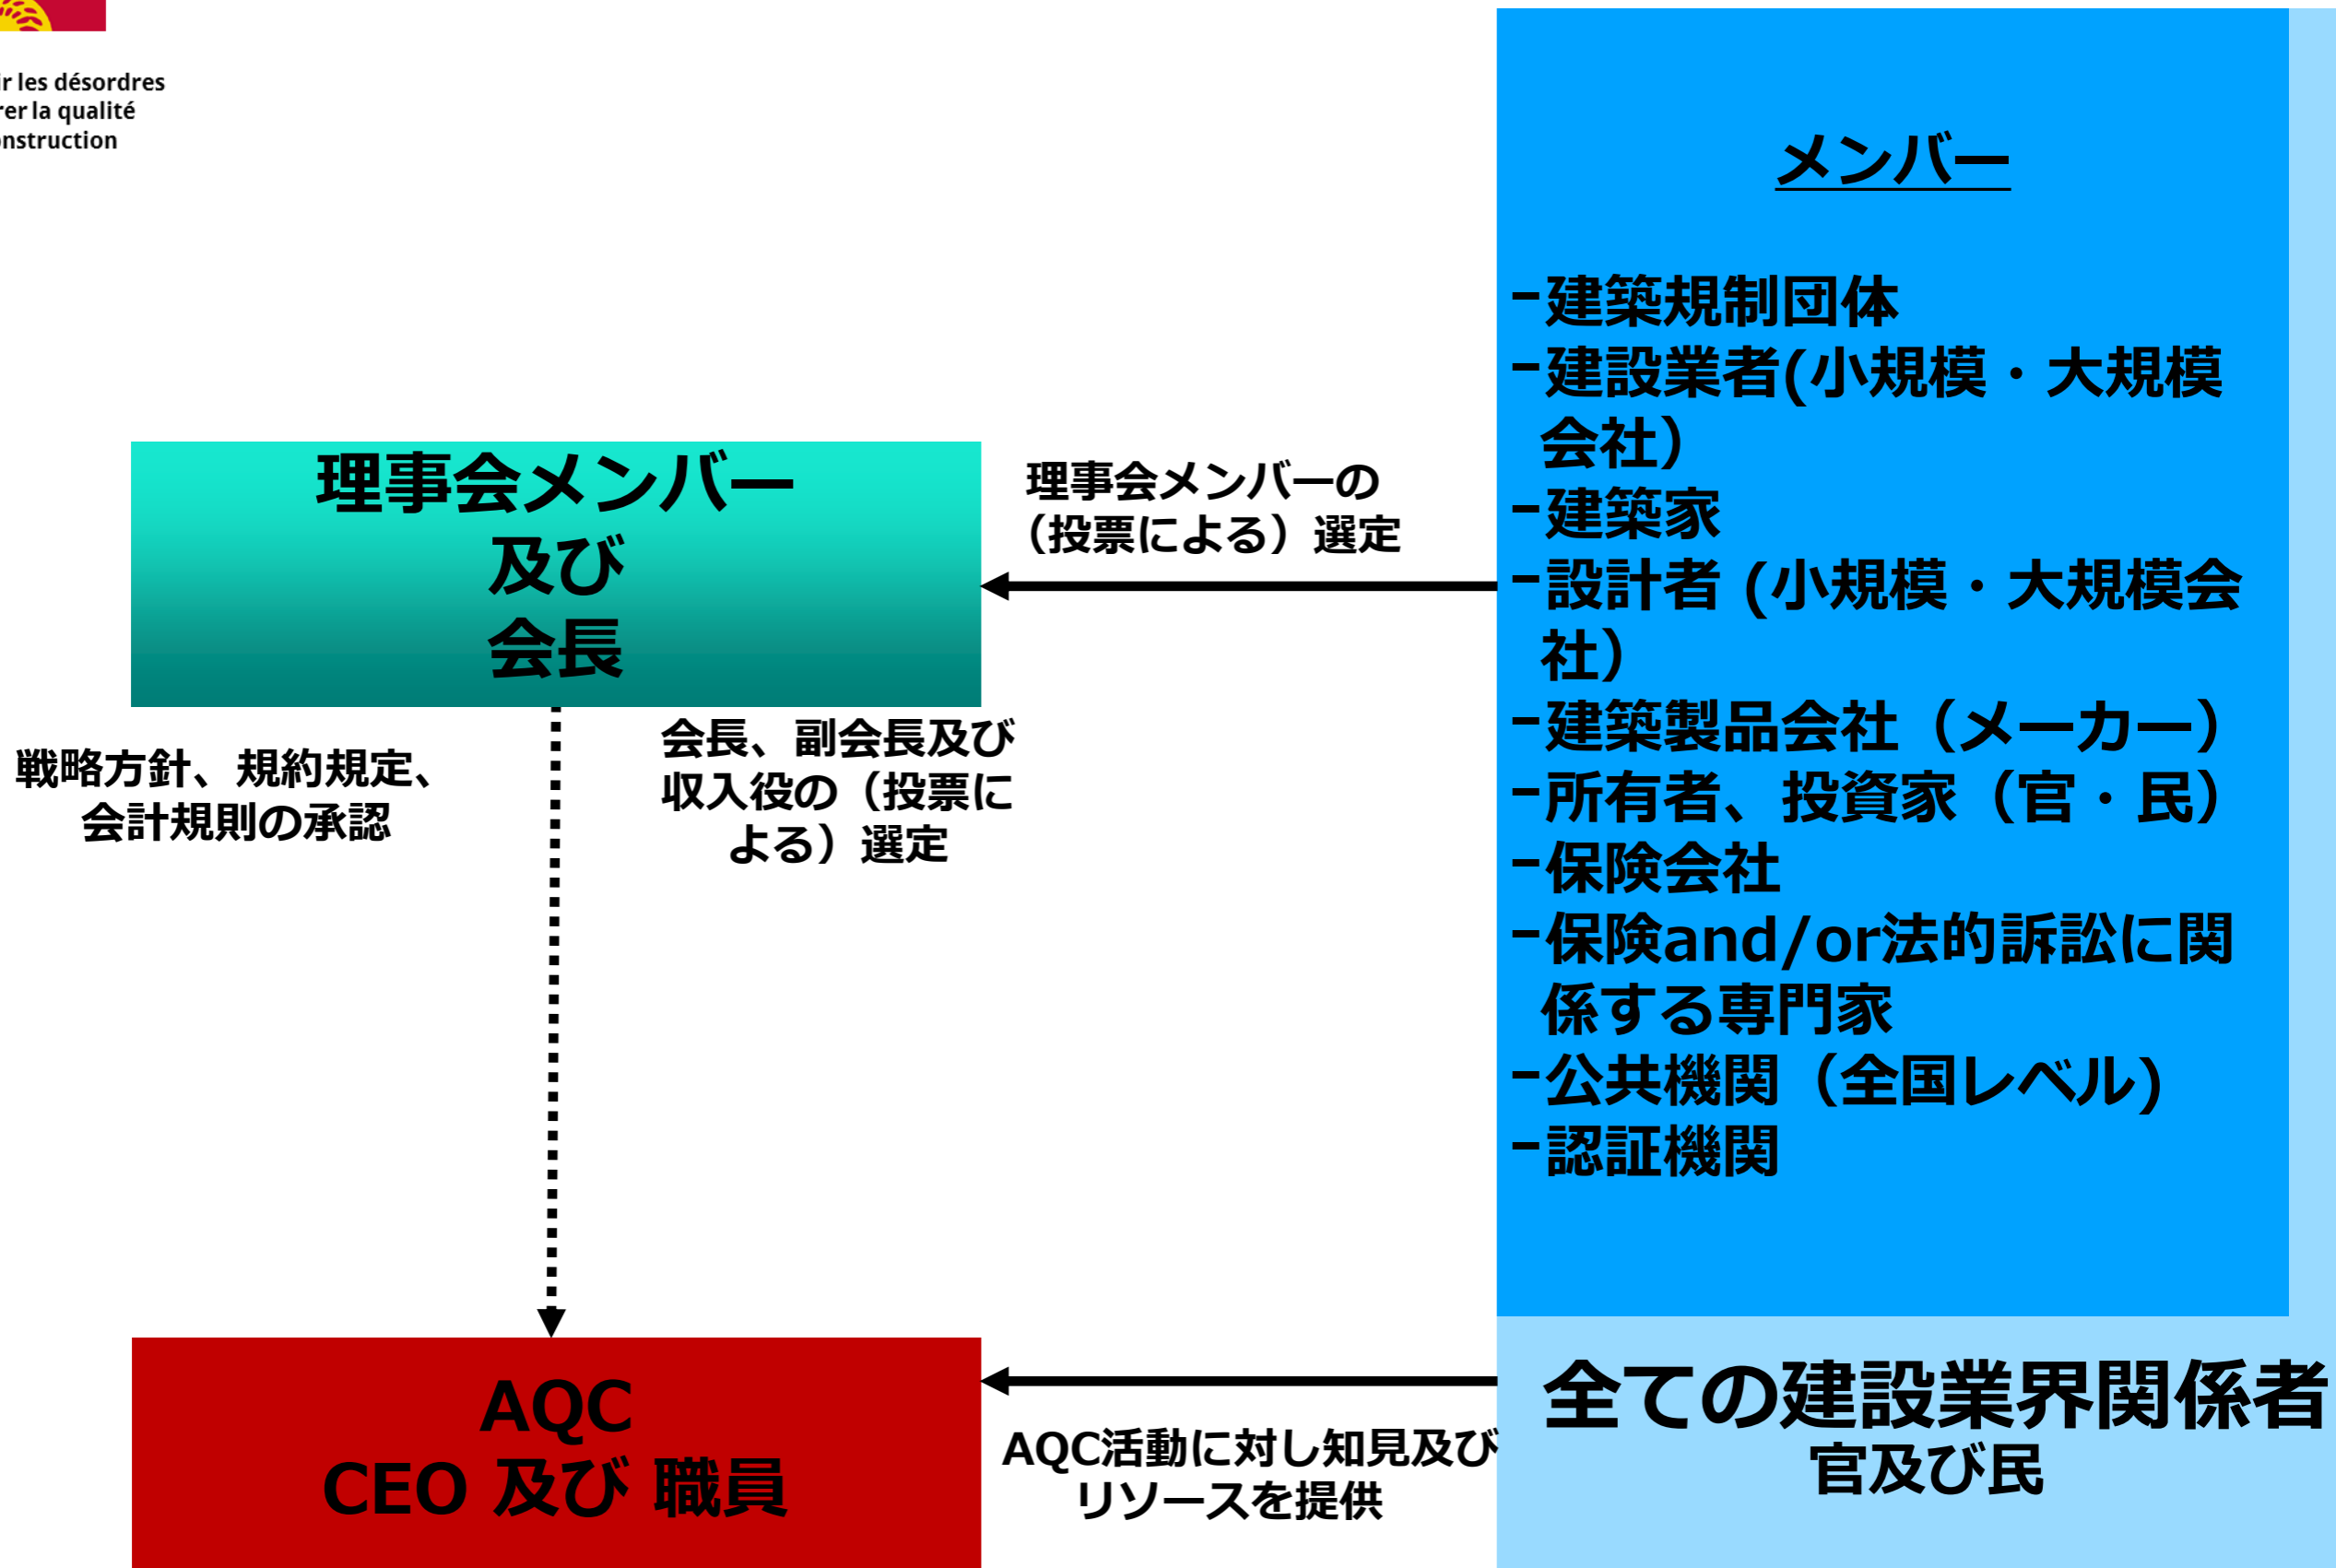 les désordres
la qualité
メンバー
-建築規制団体
-建設業者(小規模・大規模
会社）
-建築家
-設計者 (小規模・大規模会
社）
-建築製品会社（メーカー）
-所有者、投資家（官・民）
-保険会社
-保険and/or法的訴訟に関
係する専門家
-公共機関（全国レベル)
-認証機関
理事会メンバー
及び
会長
理事会メンバーの
（投票による）選定
戦略方針、規約規定、
会計規則の承認
会長、副会長及び
収入役の（投票に
よる）選定
AQC
CEO 及び 職員
AQC活動に対し知見及び
リソースを提供
全ての建設業界関係者
官及び民